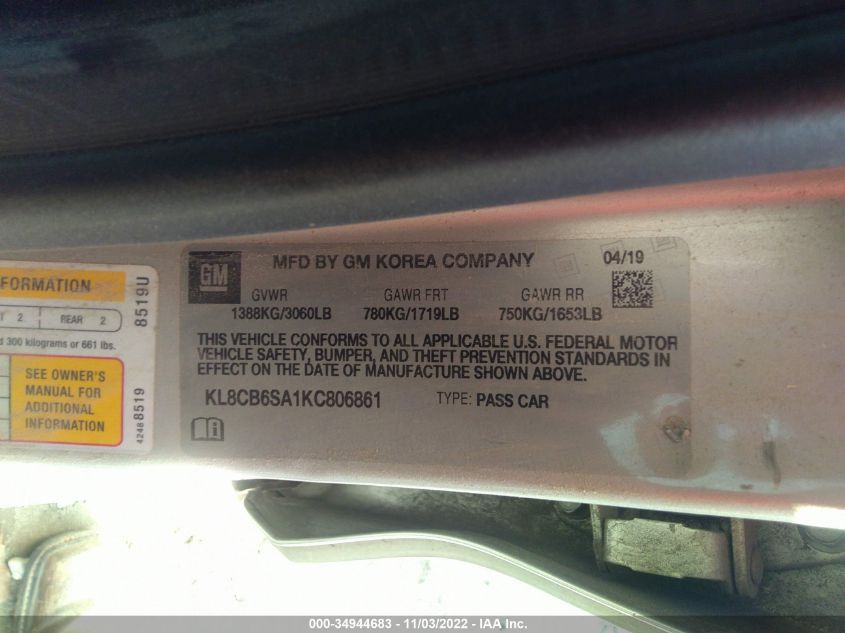 GM
MFD BY GM KOREA COMPANY
04/19
GVWR GAWR FRT GAWR RR
1388KG/3060LB 780KG/1719LB 750KG/1653LB
THIS VEHICLE CONFORMS TO ALL APPLICABLE U.S. FEDERAL MOTOR
VEHICLE SAFETY, BUMPER, AND THEFT PREVENTION STANDARDS IN
EFFECT ON THE DATE OF MANUFACTURE SHOWN ABOVE.
KL8CB6SA1KC806861 TYPE: PASS CAR
2 REAR 2
300 kilograms or 661 lbs.
SEE OWNER'S
MANUAL FOR
ADDITIONAL
INFORMATION
8519U
4248 8519
000-34944683 - 11/03/2022 - IAA Inc.